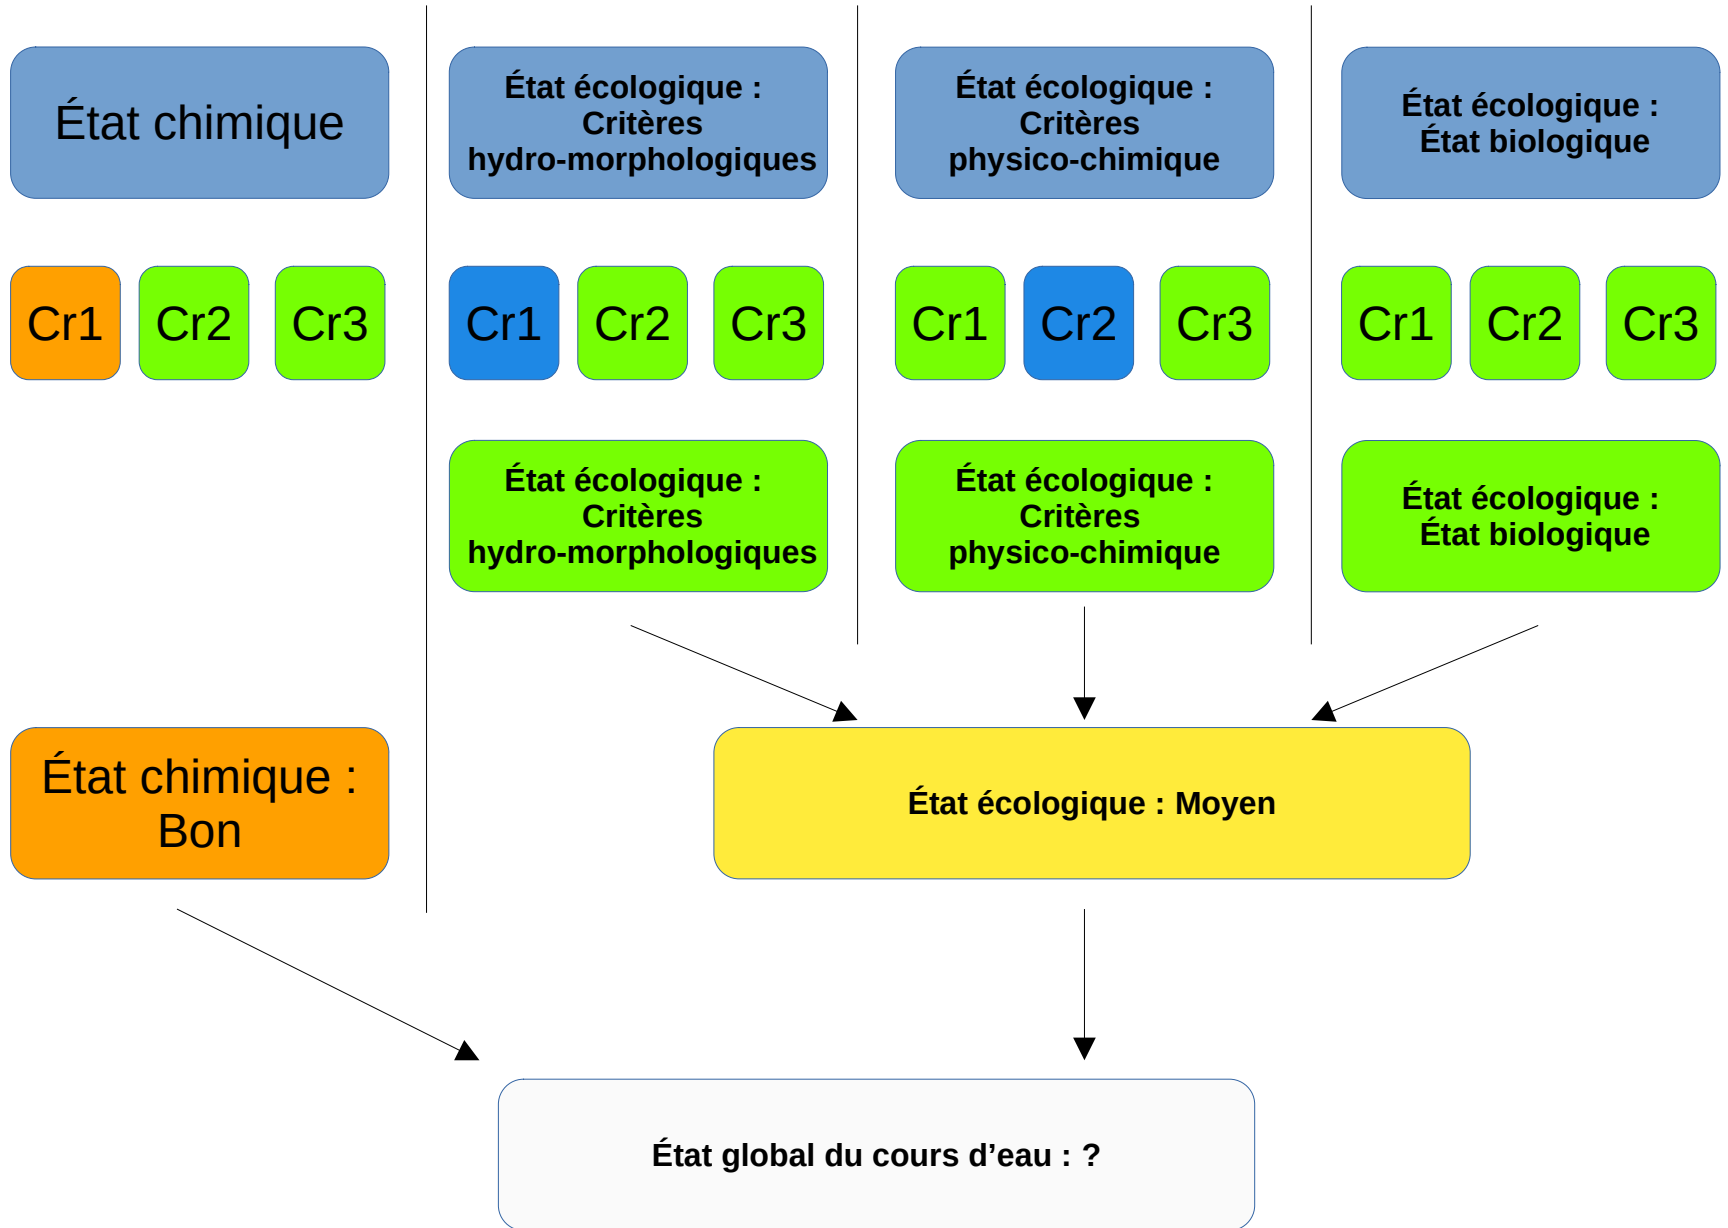 État chimique
État écologique :
Critères
hydro-morphologiques
État écologique :
Critères
physico-chimique
État écologique :
État biologique
Cr1
Cr2
Cr3
Cr1
Cr2
Cr3
Cr1
Cr2
Cr3
Cr1
Cr2
Cr3
État écologique :
Critères
hydro-morphologiques
État écologique :
Critères
physico-chimique
État écologique :
État biologique
État chimique :
Bon
État écologique : Moyen
État global du cours d’eau : ?